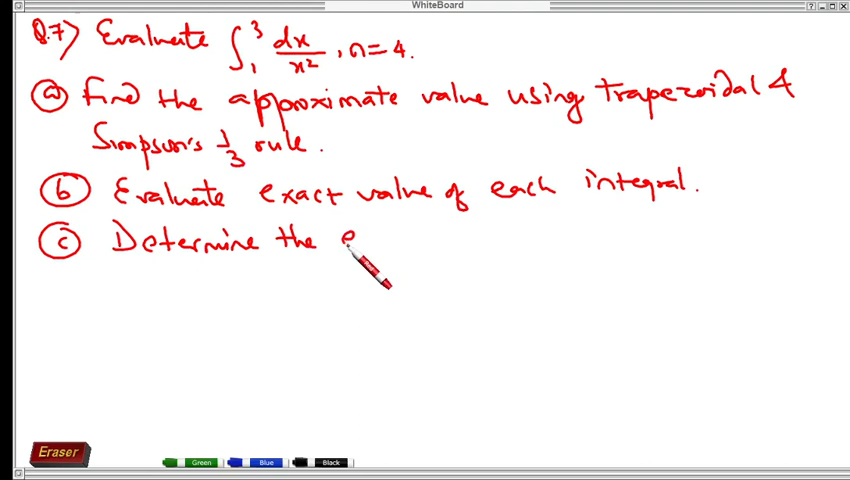 WhiteBoard
Q.7) Evaluate ∫₁³ dx/x², n=4.
ⓐ Find the approximate value using trapezoidal &
Simpson's 1/3 rule.
ⓑ Evaluate exact value of each integral.
ⓒ Determine the e
Eraser
Green Blue Black